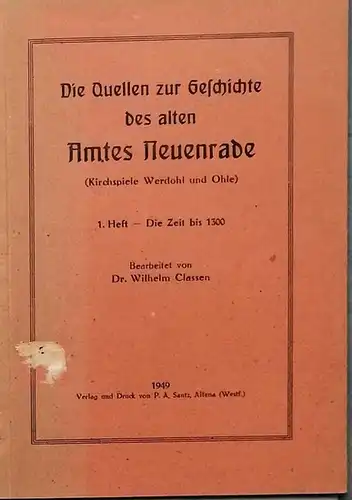 Die Quellen zur Geschichte
des alten
Amtes Neuenrade
(Kirchspiele Werdohl und Ohle)
1. Heft — Die Zeit bis 1300
Bearbeitet von
Dr. Wilhelm Classen
1949
Verlag und Druck von P. A. Santz, Altena (Westf.)